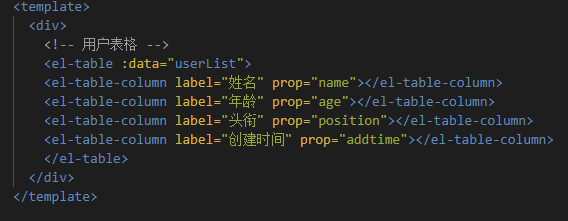 <template>
<div>
<!-- 用户表格 -->
<el-table :data="userList">
<el-table-column label="姓名" prop="name"></el-table-column>
<el-table-column label="年龄" prop="age"></el-table-column>
<el-table-column label="头衔" prop="position"></el-table-column>
<el-table-column label="创建时间" prop="addtime"></el-table-column>
</el-table>
</div>
</template>